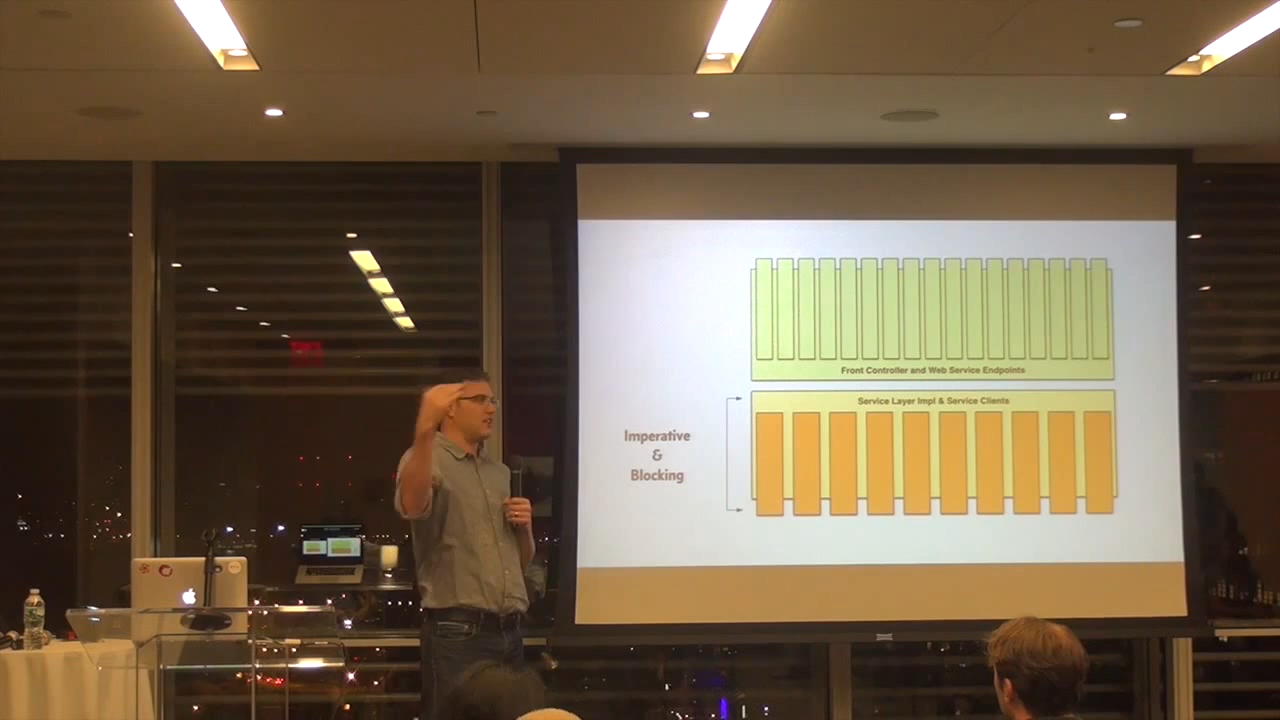 Front Controller and Web Service Endpoints
Service Layer Impl & Service Clients
Imperative
&
Blocking